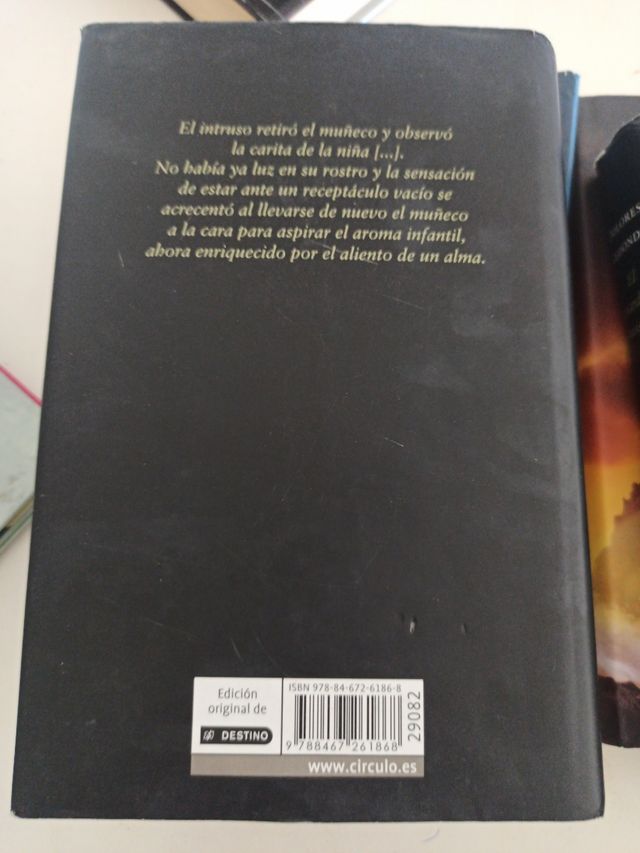 El intruso retiró el muñeco y observó
la carita de la niña [...].
No había ya luz en su rostro y la sensación
de estar ante un receptáculo vacío se
acrecentó al llevarse de nuevo el muñeco
a la cara para aspirar el aroma infantil,
ahora enriquecido por el aliento de un alma.
Edición
original de
DESTINO
ISBN 978-84-672-6186-8
29082
9 788467 261868
www.circulo.es